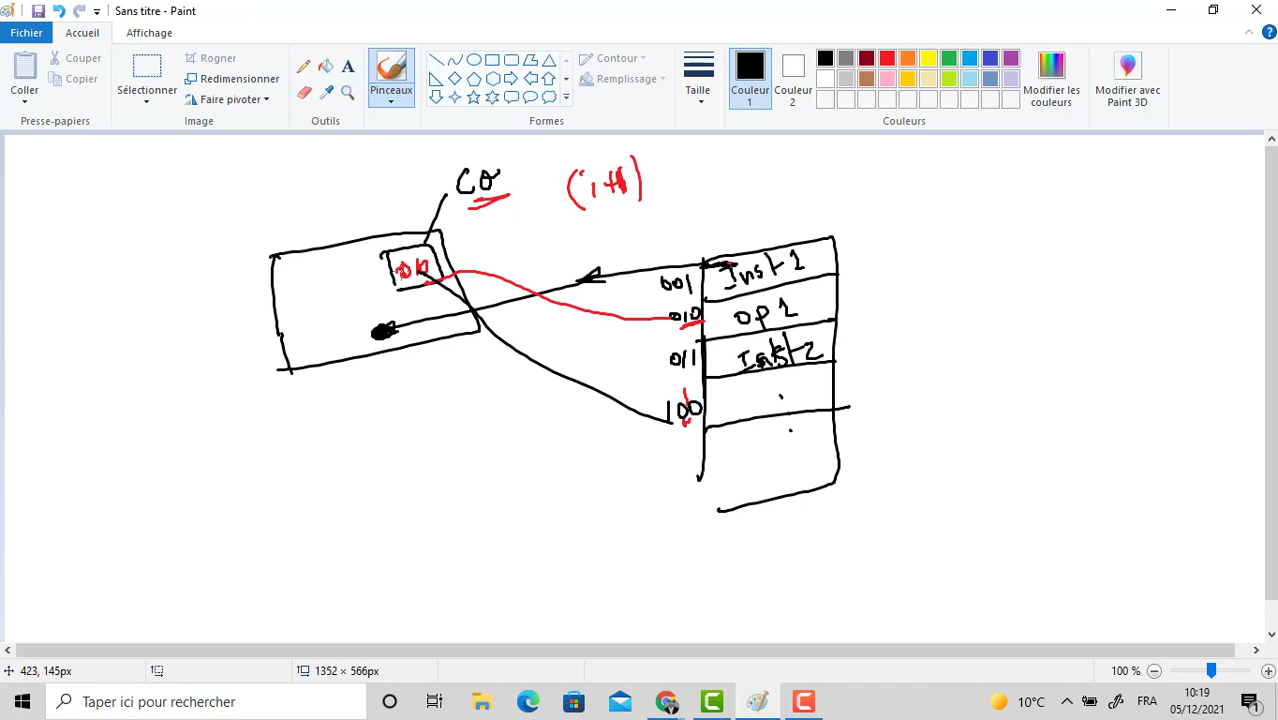 Sans titre - Paint
Fichier Accueil Affichage
Coller
Couper
Copier
Presse-papiers
Sélectionner
Rogner
Redimensionner
Faire pivoter
Image
A
Outils
Pinceaux
Contour
Remplissage
Formes
Taille
Couleur 1
Couleur 2
Modifier les couleurs
Couleurs
Modifier avec Paint 3D
001 Inst-1
010 op 1
011 Inst-2
100
010
423, 145px
1352 × 566px
100 %
Taper ici pour rechercher
10°C
FRA
10:19
05/12/2021
1